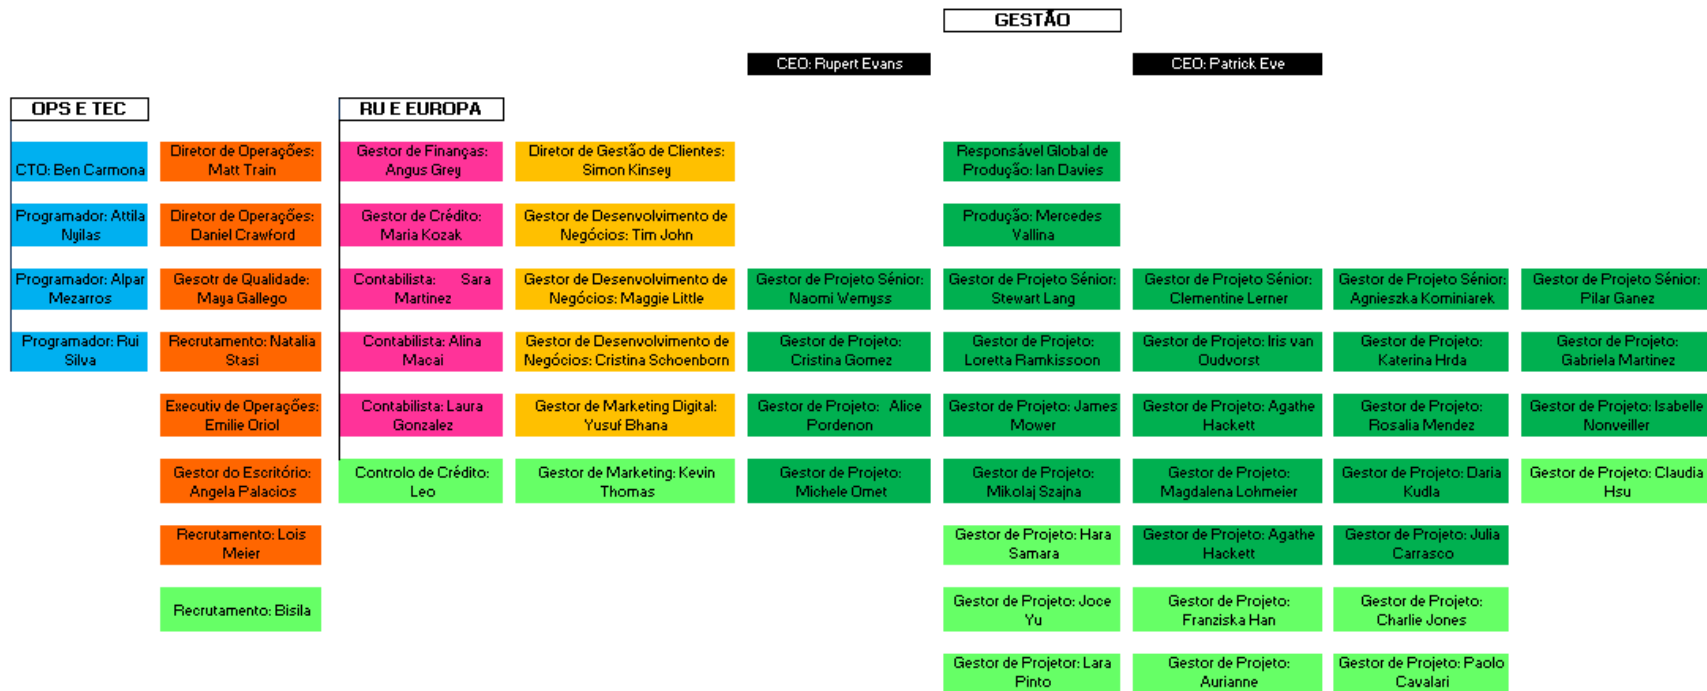 GESTÃO
CEO: Rupert Evans
CEO: Patrick Eve
OPS E TEC
RU E EUROPA
CTO: Ben Carmona
Diretor de Operações:
Matt Train
Gestor de Finanças:
Angus Grey
Diretor de Gestão de Clientes:
Simon Kinsey
Responsável Global de
Produção: Ian Davies
Programador: Attila
Nyilas
Diretor de Operações:
Daniel Crawford
Gestor de Crédito:
Maria Kozak
Gestor de Desenvolvimento de
Negócios: Tim John
Produção: Mercedes
Vallina
Programador: Alpar
Mezarros
Gesotr de Qualidade:
Maya Gallego
Contabilista: Sara
Martinez
Gestor de Desenvolvimento de
Negócios: Maggie Little
Gestor de Projeto Sénior:
Naomi Wemyss
Gestor de Projeto Sénior:
Stewart Lang
Gestor de Projeto Sénior:
Clementine Lerner
Gestor de Projeto Sénior:
Agnieszka Kominiarek
Gestor de Projeto Sénior:
Pilar Ganez
Programador: Rui
Silva
Recrutamento: Natalia
Stasi
Contabilista: Alina
Macai
Gestor de Desenvolvimento de
Negócios: Cristina Schoenborn
Gestor de Projeto:
Cristina Gomez
Gestor de Projeto:
Loretta Ramkissoon
Gestor de Projeto: Iris van
Oudvorst
Gestor de Projeto:
Katerina Hrda
Gestor de Projeto:
Gabriela Martinez
Executiv de Operações:
Emilie Oriol
Contabilista: Laura
Gonzalez
Gestor de Marketing Digital:
Yusuf Bhana
Gestor de Projeto: Alice
Pordenon
Gestor de Projeto: James
Mower
Gestor de Projeto: Agathe
Hackett
Gestor de Projeto:
Rosalia Mendez
Gestor de Projeto: Isabelle
Nonveiller
Gestor do Escritório:
Angela Palacios
Controlo de Crédito:
Leo
Gestor de Marketing: Kevin
Thomas
Gestor de Projeto:
Michele Omet
Gestor de Projeto:
Mikolaj Szajna
Gestor de Projeto:
Magdalena Lohmeier
Gestor de Projeto: Daria
Kudla
Gestor de Projeto: Claudia
Hsu
Recrutamento: Lois
Meier
Gestor de Projeto: Hara
Samara
Gestor de Projeto: Agathe
Hackett
Gestor de Projeto: Julia
Carrasco
Recrutamento: Bisila
Gestor de Projeto: Joce
Yu
Gestor de Projeto:
Franziska Han
Gestor de Projeto:
Charlie Jones
Gestor de Projetor: Lara
Pinto
Gestor de Projeto:
Aurianne
Gestor de Projeto: Paolo
Cavalari